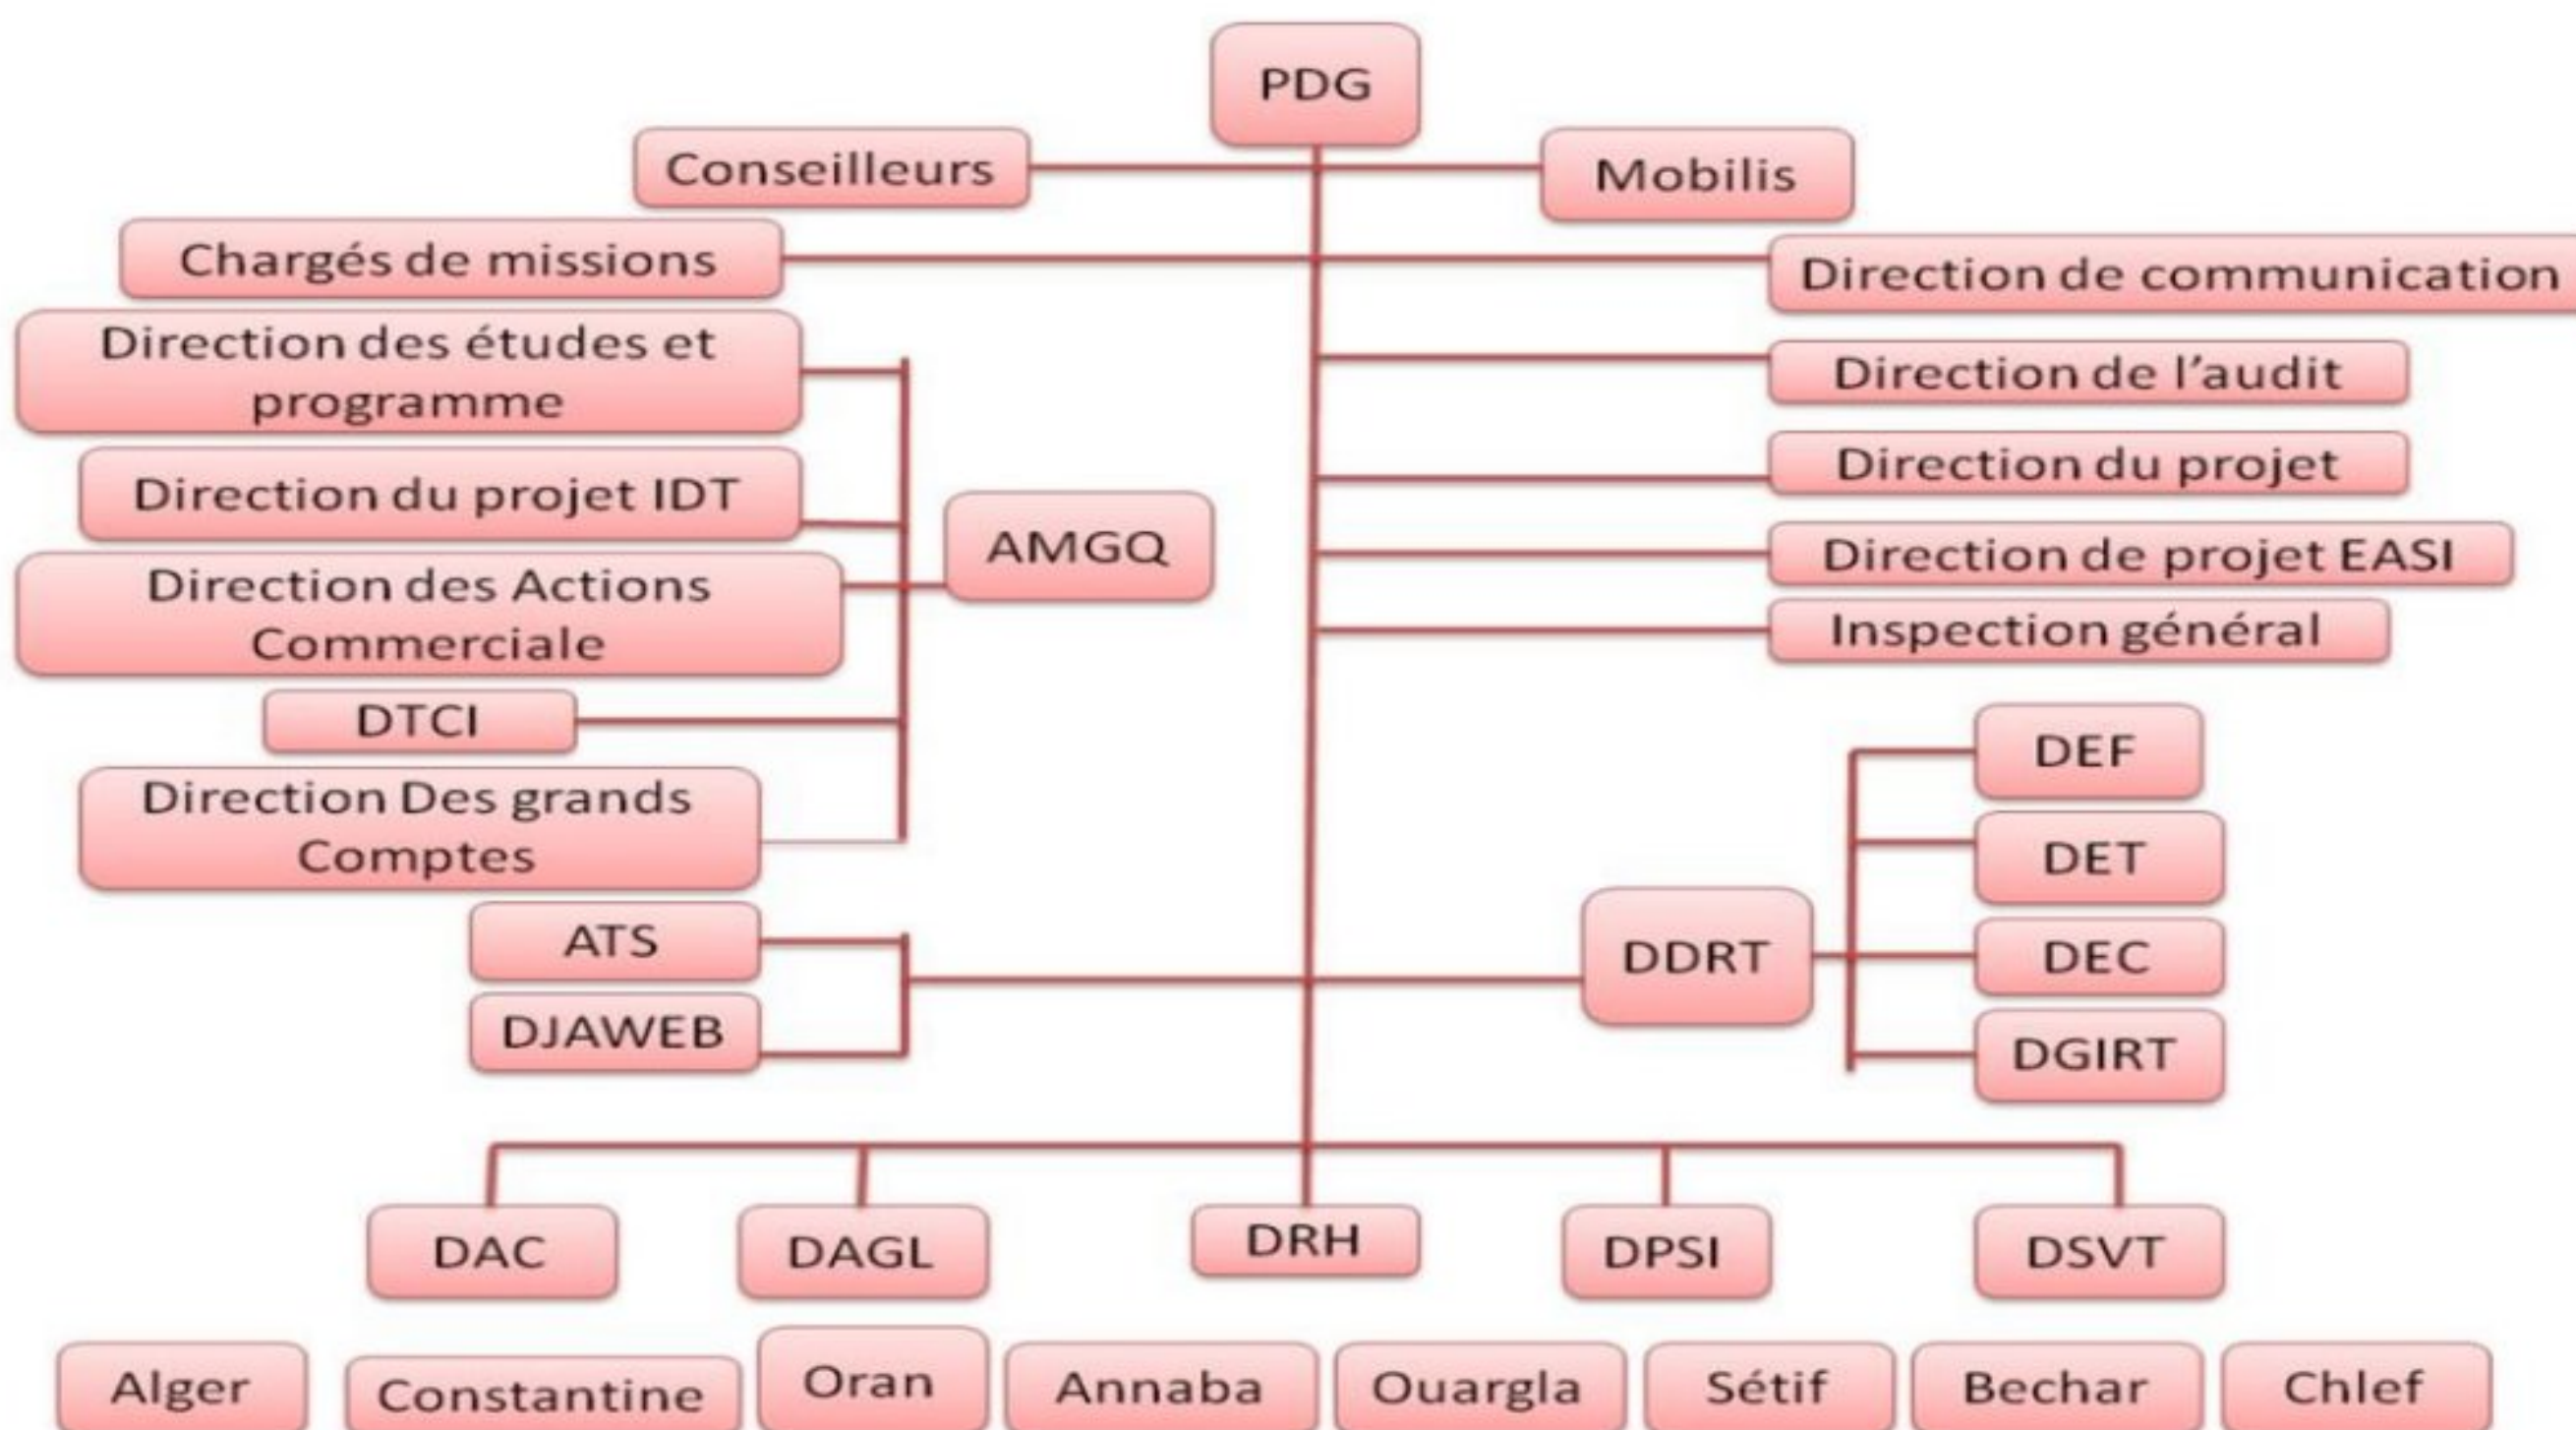 PDG
Conseilleurs
Mobilis
Chargés de missions
Direction de communication
Direction des études et
programme
Direction de l’audit
Direction du projet IDT
Direction du projet
AMGQ
Direction de projet EASI
Direction des Actions
Commerciale
Inspection général
DTCI
DEF
Direction Des grands
Comptes
DET
ATS
DDRT
DEC
DJAWEB
DGIRT
DAC
DAGL
DRH
DPSI
DSVT
Alger
Constantine
Oran
Annaba
Ouargla
Sétif
Bechar
Chlef